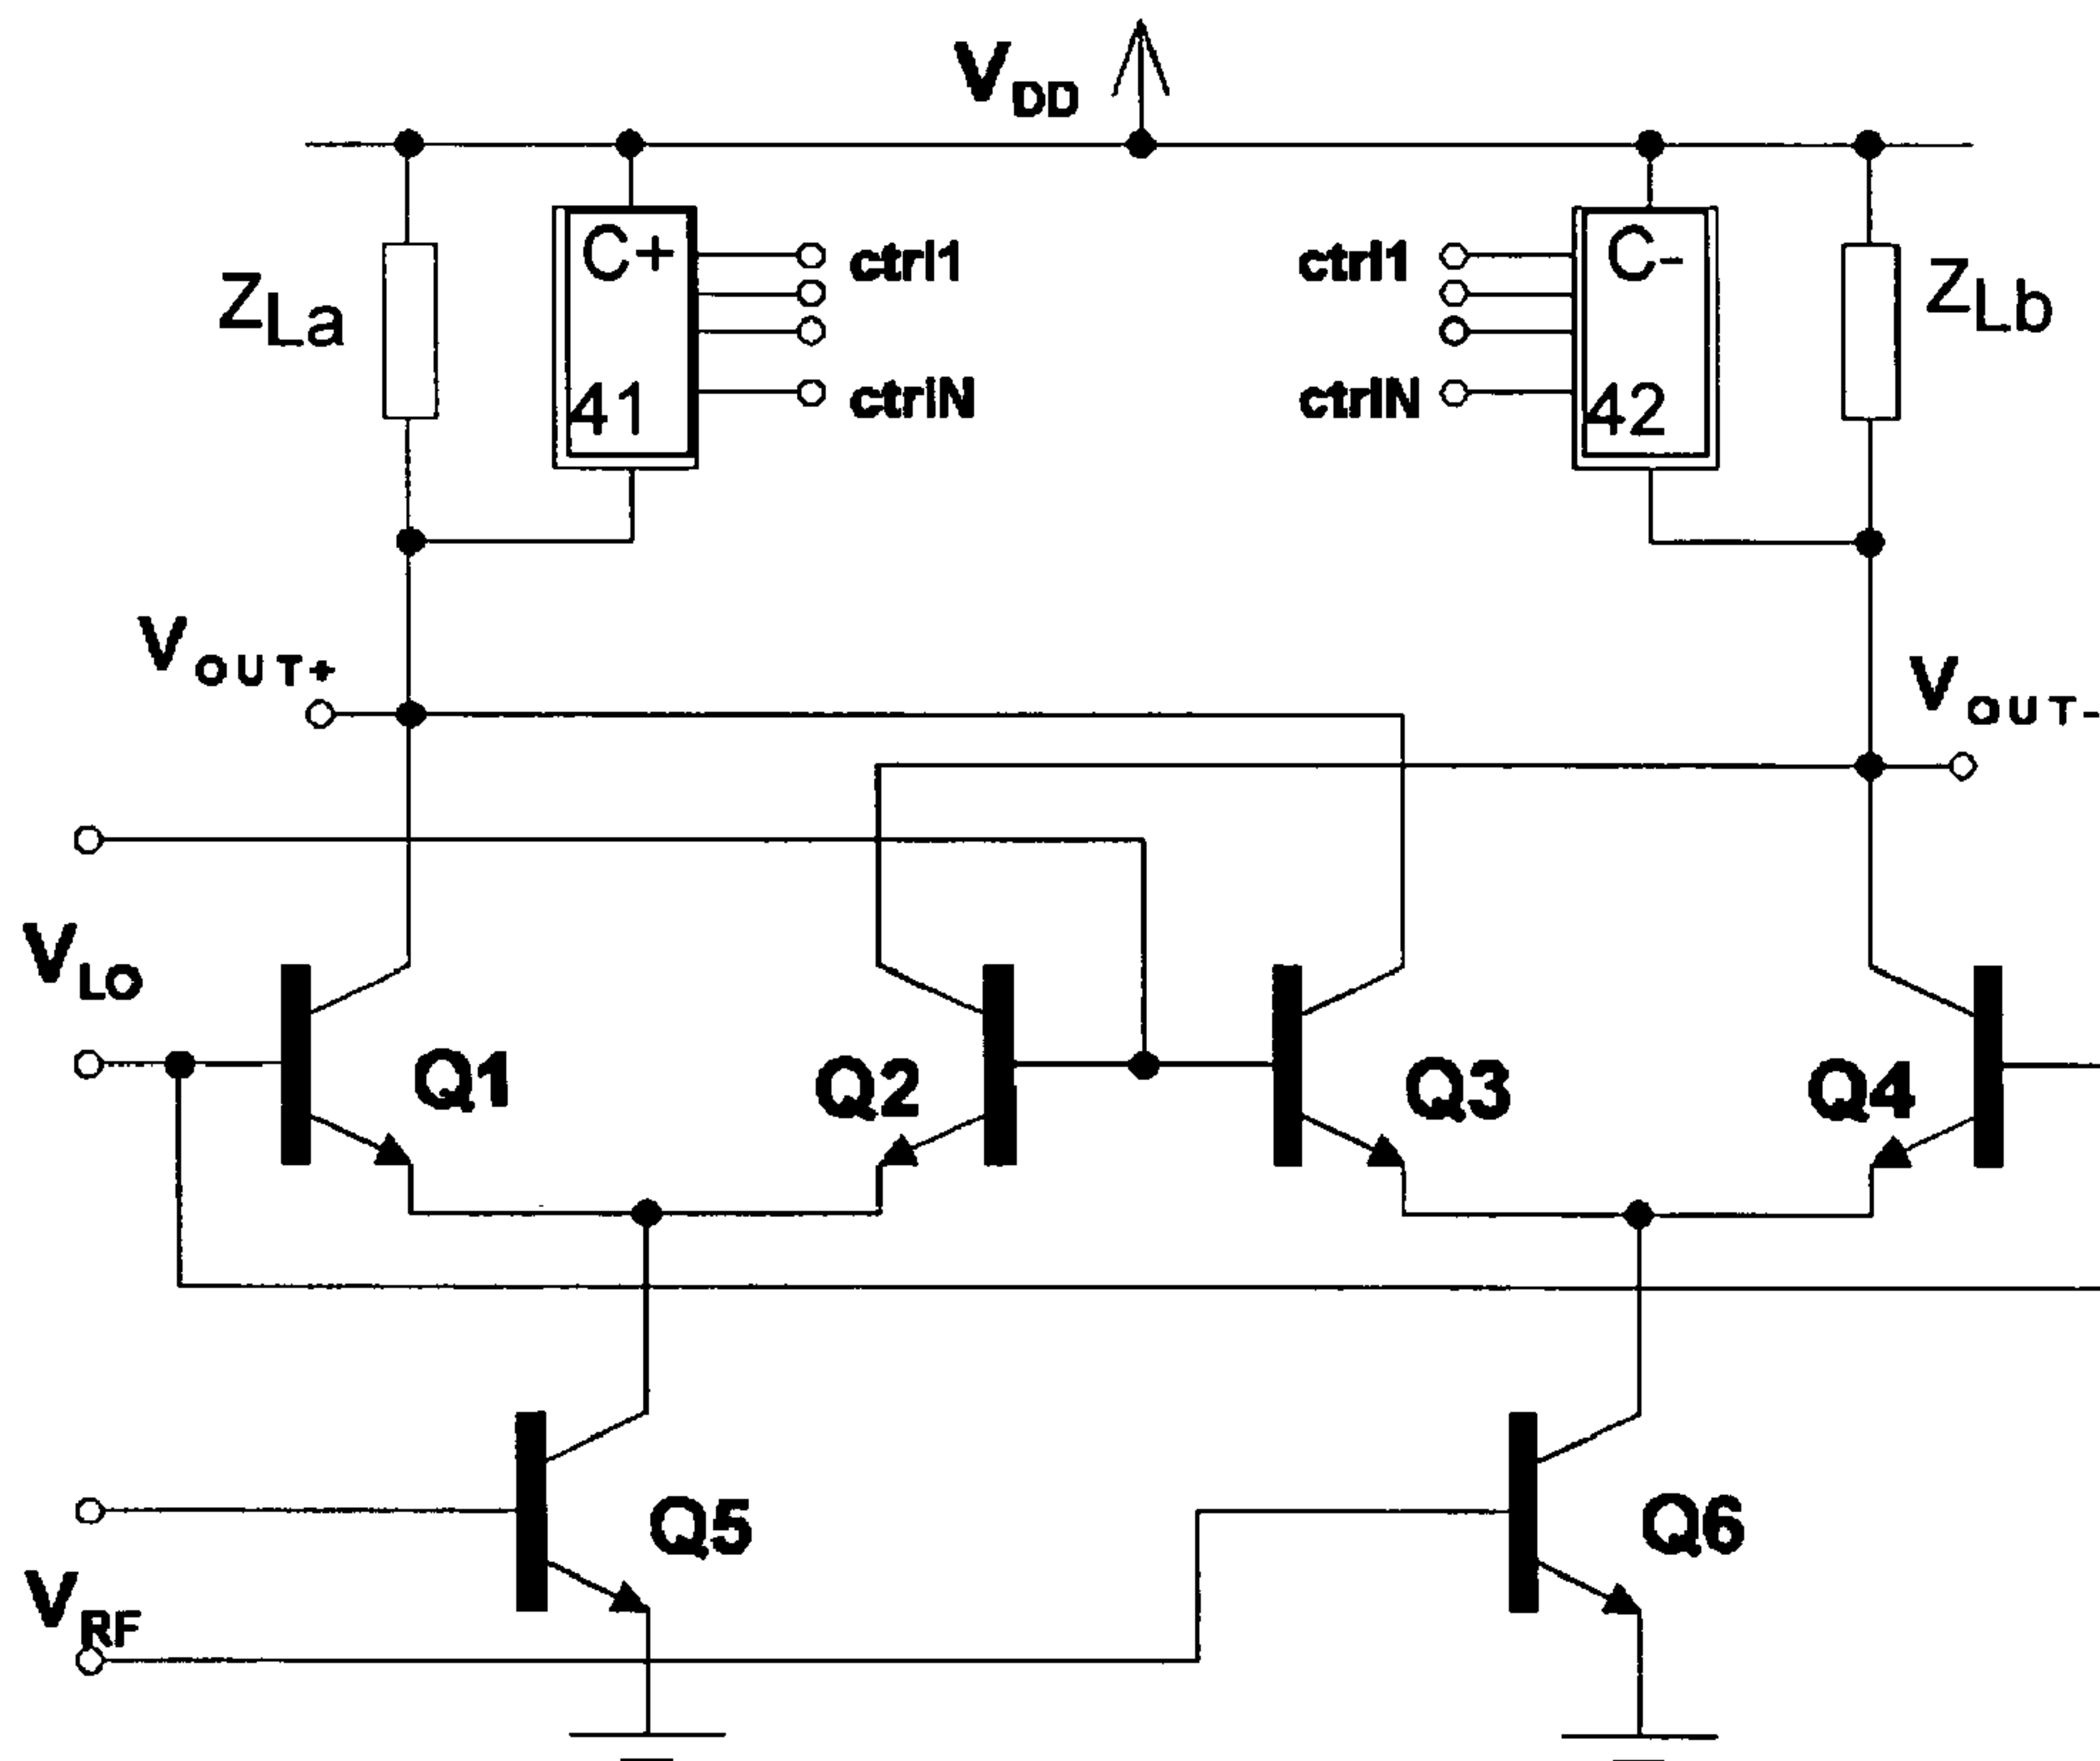 VDD
C+
41
ctrl1
ctrlN
ctrl1
ctrlN
C-
42
ZLa
ZLb
VOUT+
VOUT-
VLO
Q1
Q2
Q3
Q4
Q5
Q6
VRF